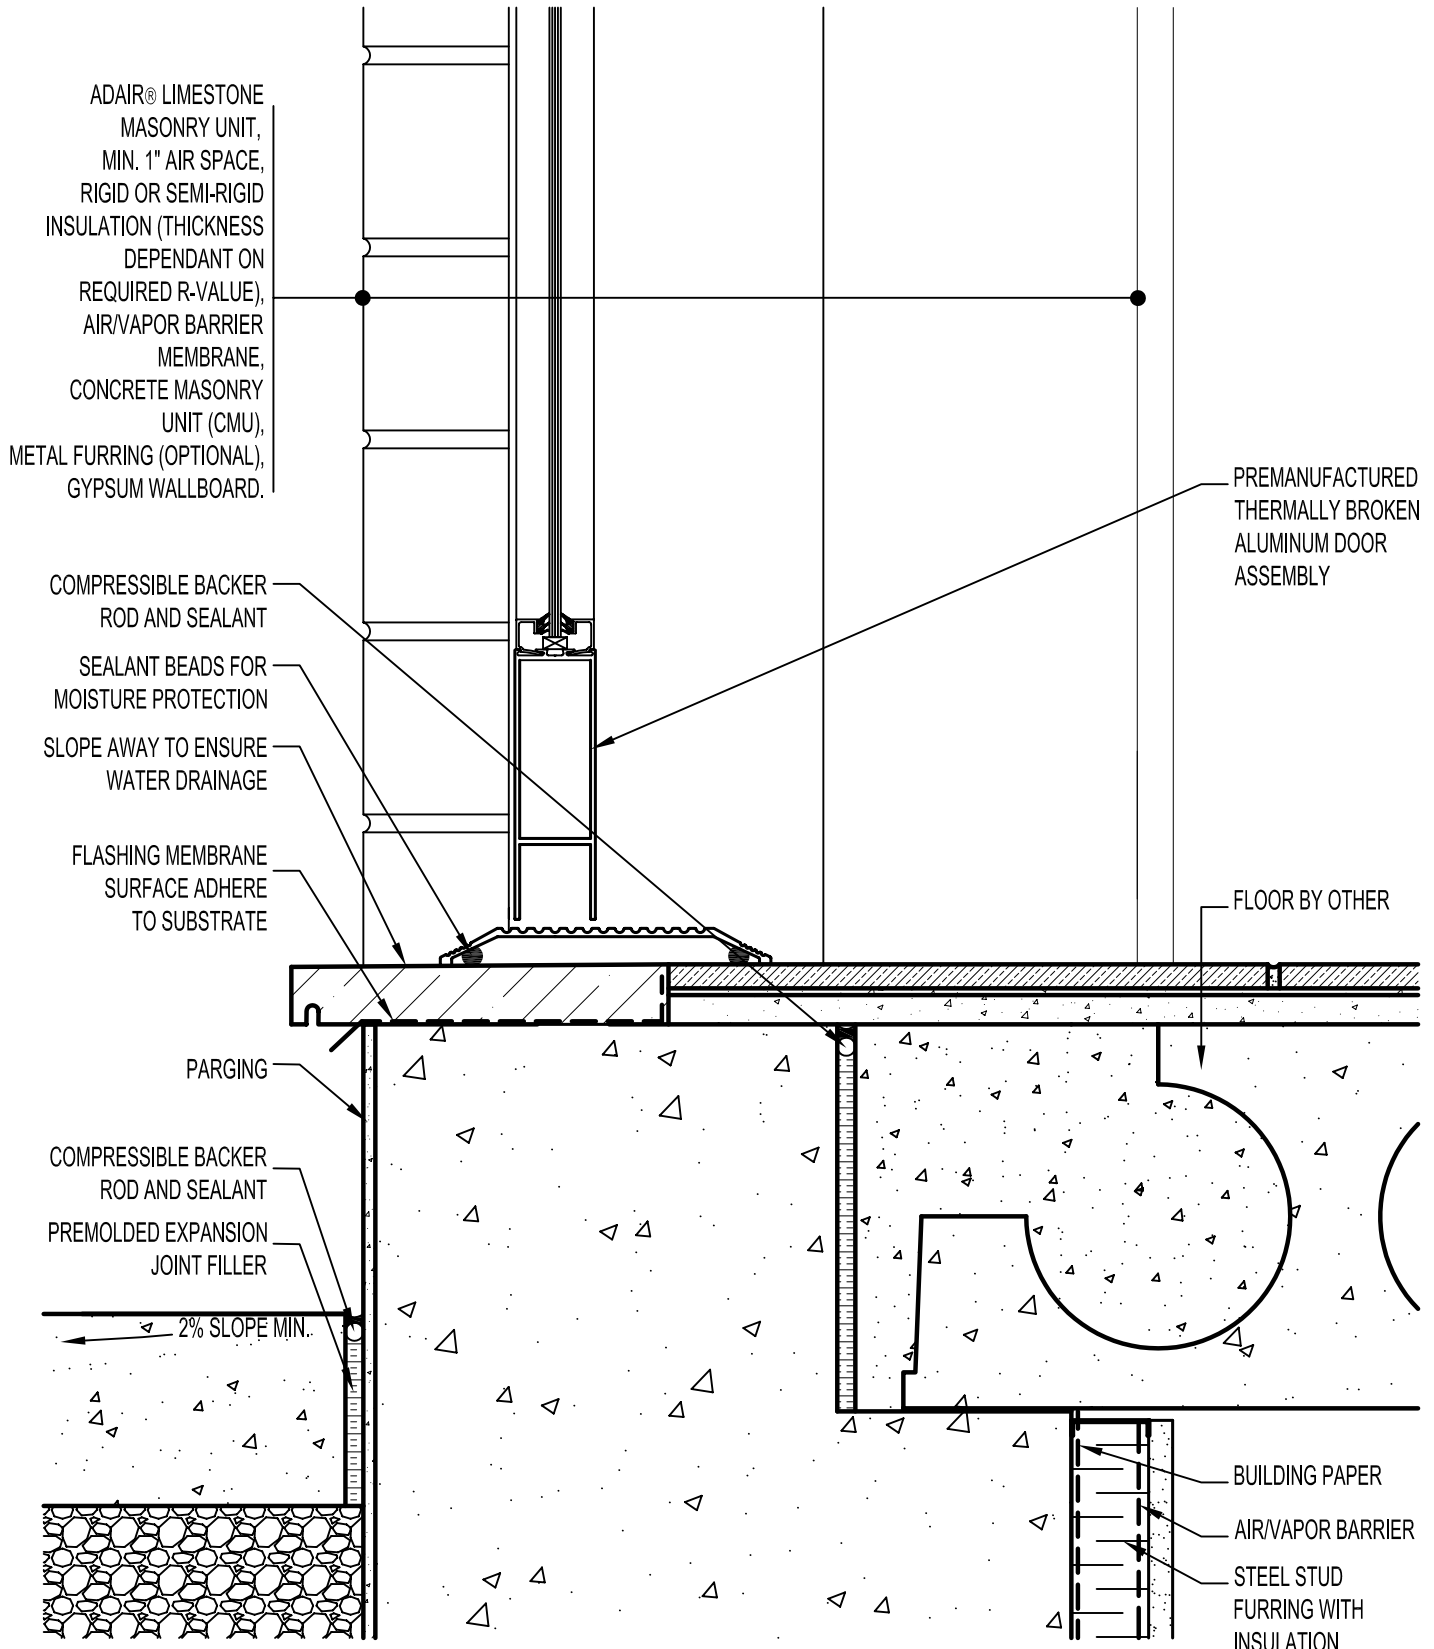 ADAIR® LIMESTONE
MASONRY UNIT,
MIN. 1" AIR SPACE,
RIGID OR SEMI-RIGID
INSULATION (THICKNESS
DEPENDANT ON
REQUIRED R-VALUE),
AIR/VAPOR BARRIER
MEMBRANE,
CONCRETE MASONRY
UNIT (CMU),
METAL FURRING (OPTIONAL),
GYPSUM WALLBOARD.
PREMANUFACTURED
THERMALLY BROKEN
ALUMINUM DOOR
ASSEMBLY
COMPRESSIBLE BACKER
ROD AND SEALANT
SEALANT BEADS FOR
MOISTURE PROTECTION
SLOPE AWAY TO ENSURE
WATER DRAINAGE
FLASHING MEMBRANE
SURFACE ADHERE
TO SUBSTRATE
FLOOR BY OTHER
PARGING
COMPRESSIBLE BACKER
ROD AND SEALANT
PREMOLDED EXPANSION
JOINT FILLER
2% SLOPE MIN.
BUILDING PAPER
AIR/VAPOR BARRIER
STEEL STUD
FURRING WITH
INSULATION